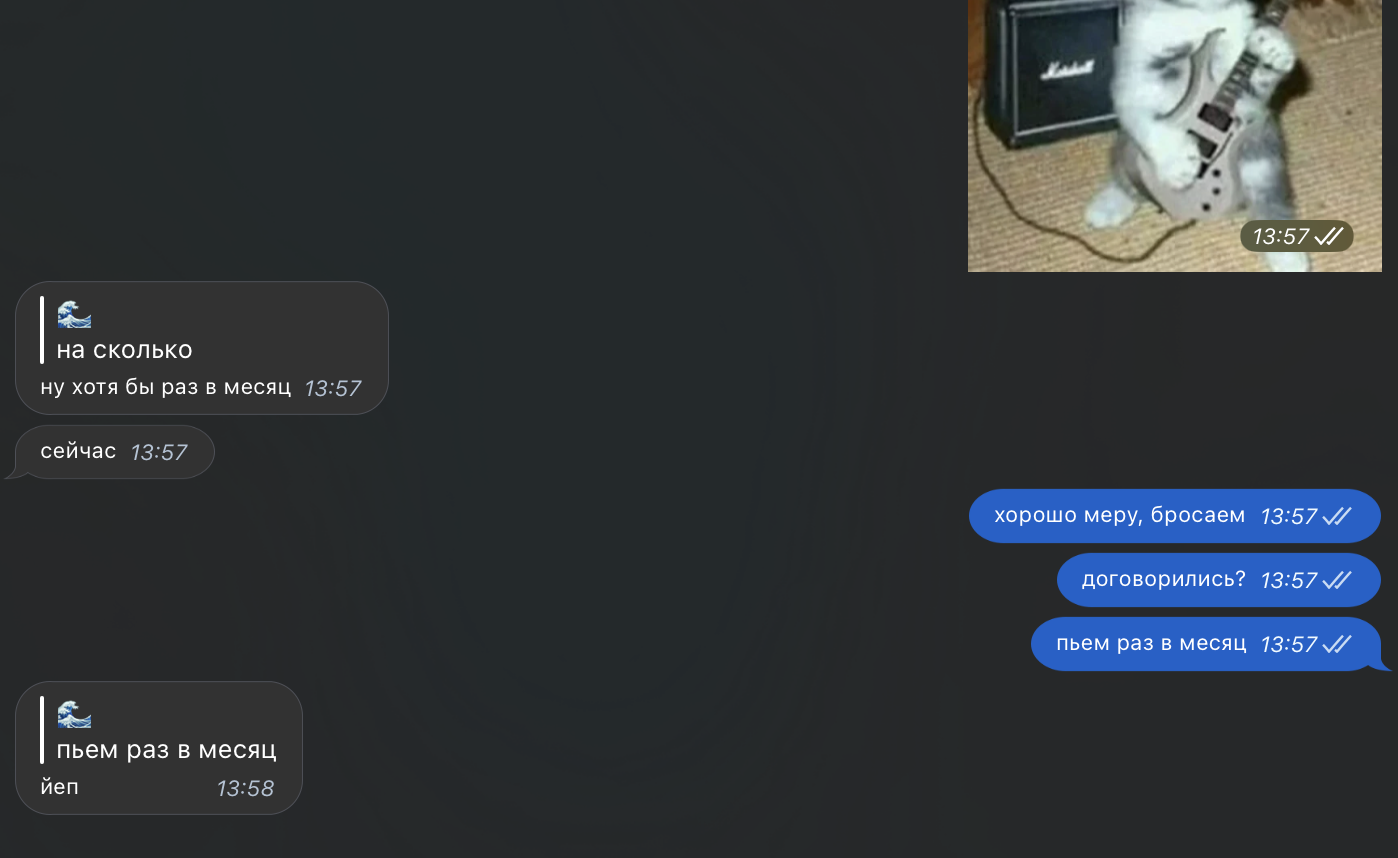 Marshall
13:57
🌊
на сколько
ну хотя бы раз в месяц 13:57
сейчас 13:57
хорошо меру, бросаем 13:57
договорились? 13:57
пьем раз в месяц 13:57
🌊
пьем раз в месяц
йеп 13:58